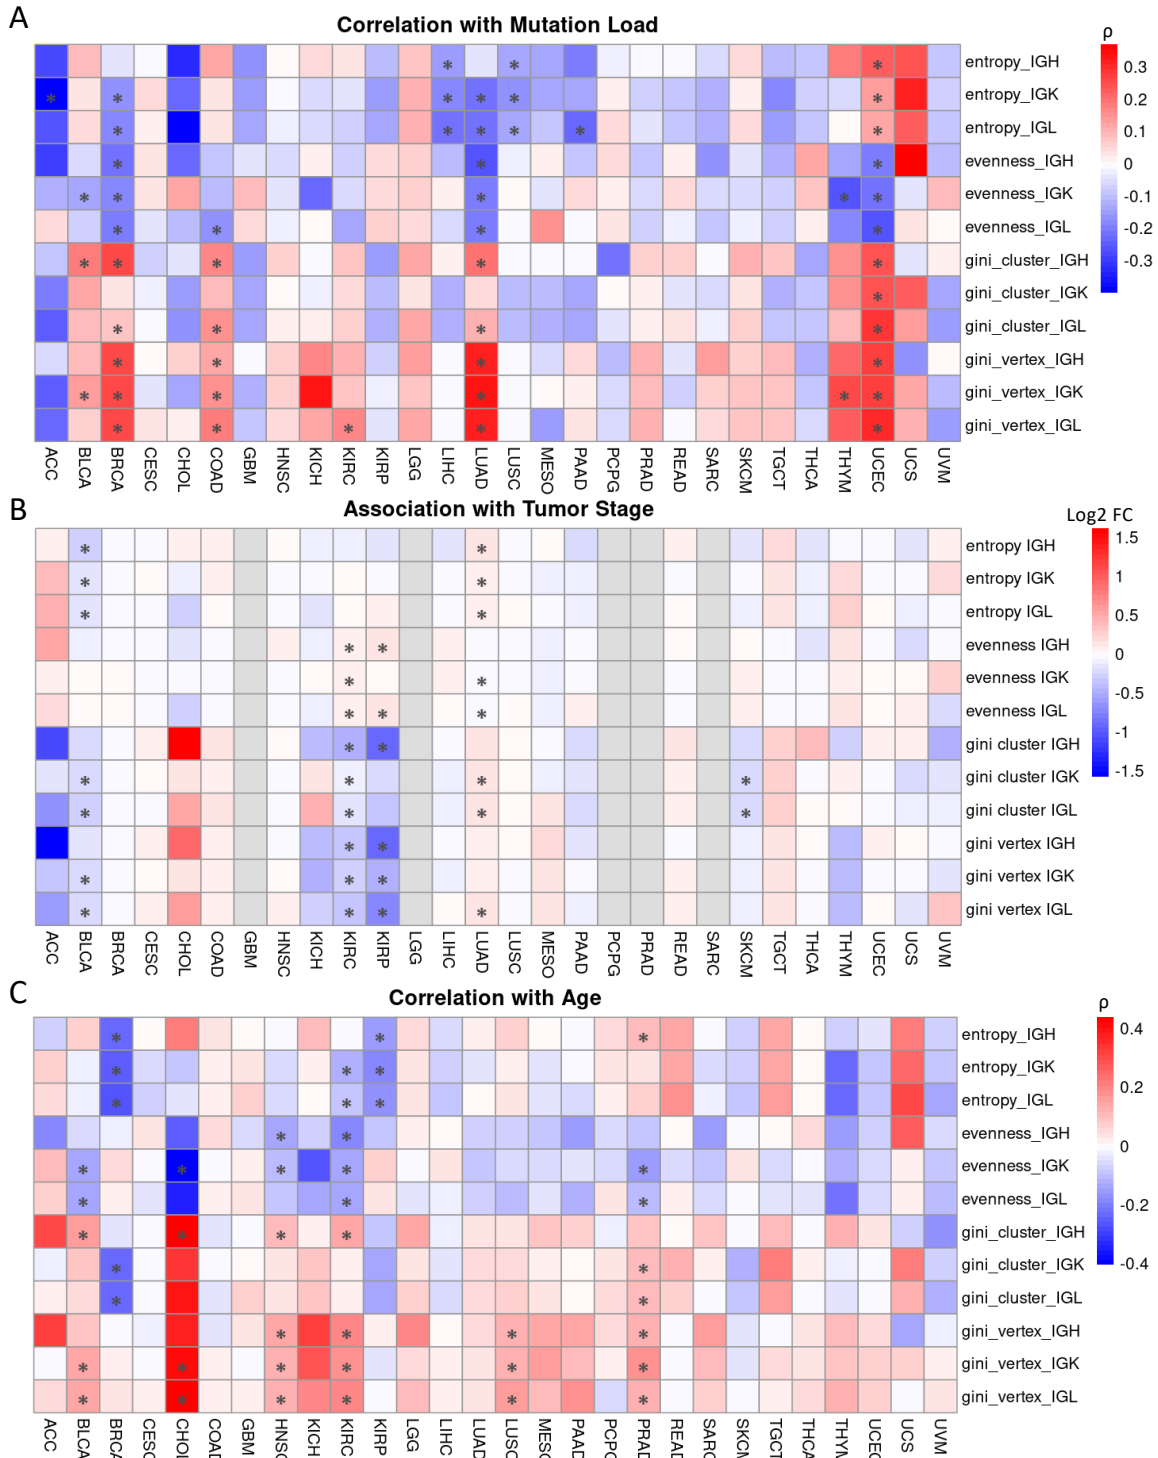 A
Correlation with Mutation Load
ρ
entropy_IGH
entropy_IGK
entropy_IGL
evenness_IGH
evenness_IGK
evenness_IGL
gini_cluster_IGH
gini_cluster_IGK
gini_cluster_IGL
gini_vertex_IGH
gini_vertex_IGK
gini_vertex_IGL
0.3
0.2
0.1
0
-0.1
-0.2
-0.3
ACC BLCA BRCA CESC CHOL COAD GBM HNSC KICH KIRC KIRP LGG LIHC LUAD LUSC MESO PAAD PCPG PRAD READ SARC SKCM TGCT THCA THYM UCEC UCS UVM
B
Association with Tumor Stage
Log2 FC
entropy IGH
entropy IGK
entropy IGL
evenness IGH
evenness IGK
evenness IGL
gini cluster IGH
gini cluster IGK
gini cluster IGL
gini vertex IGH
gini vertex IGK
gini vertex IGL
1.5
1
0.5
0
-0.5
-1
-1.5
ACC BLCA BRCA CESC CHOL COAD GBM HNSC KICH KIRC KIRP LGG LIHC LUAD LUSC MESO PAAD PCPG PRAD READ SARC SKCM TGCT THCA THYM UCEC UCS UVM
C
Correlation with Age
ρ
entropy_IGH
entropy_IGK
entropy_IGL
evenness_IGH
evenness_IGK
evenness_IGL
gini_cluster_IGH
gini_cluster_IGK
gini_cluster_IGL
gini_vertex_IGH
gini_vertex_IGK
gini_vertex_IGL
0.4
0.2
0
-0.2
-0.4
ACC BLCA BRCA CESC CHOL COAD GBM HNSC KICH KIRC KIRP LGG LIHC LUAD LUSC MESO PAAD PCPG PRAD READ SARC SKCM TGCT THCA THYM UCEC UCS UVM